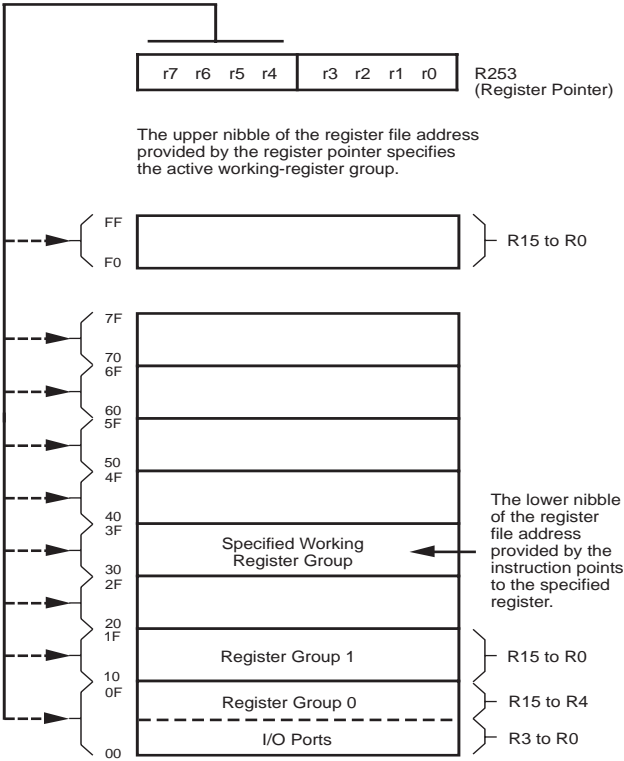 r7 r6 r5 r4 r3 r2 r1 r0 R253
(Register Pointer)
The upper nibble of the register file address
provided by the register pointer specifies
the active working-register group.
FF
R15 to R0
F0
7F
70
6F
60
5F
50
4F
40
3F
Specified Working
Register Group
30
2F
20
1F
Register Group 1
R15 to R0
10
0F
Register Group 0
R15 to R4
I/O Ports
R3 to R0
00
The lower nibble
of the register
file address
provided by the
instruction points
to the specified
register.